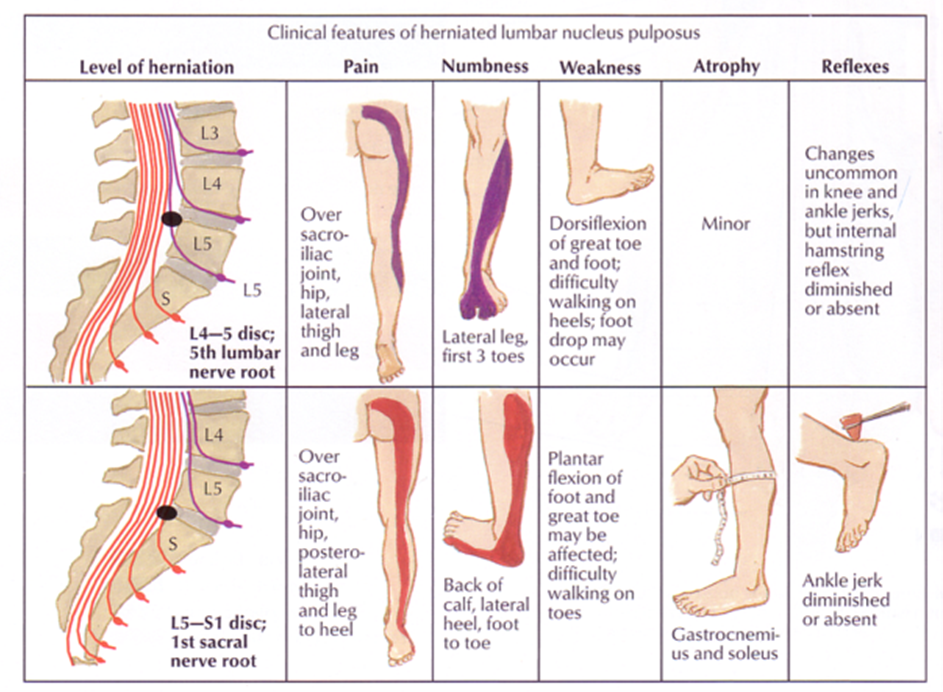 Clinical features of herniated lumbar nucleus pulposus
Level of herniation
Pain
Numbness
Weakness
Atrophy
Reflexes
L3
L4
L5
S
L5
L4—5 disc;
5th lumbar
nerve root
Over
sacro-
iliac
joint,
hip,
lateral
thigh
and leg
Lateral leg,
first 3 toes
Dorsiflexion
of great toe
and foot;
difficulty
walking on
heels; foot
drop may
occur
Minor
Changes
uncommon
in knee and
ankle jerks,
but internal
hamstring
reflex
diminished
or absent
L4
L5
S
L5—S1 disc;
1st sacral
nerve root
Over
sacro-
iliac
joint,
hip,
postero-
lateral
thigh
and leg
to heel
Back of
calf, lateral
heel, foot
to toe
Plantar
flexion of
foot and
great toe
may be
affected;
difficulty
walking on
toes
Gastrocnemi-
us and soleus
Ankle jerk
diminished
or absent